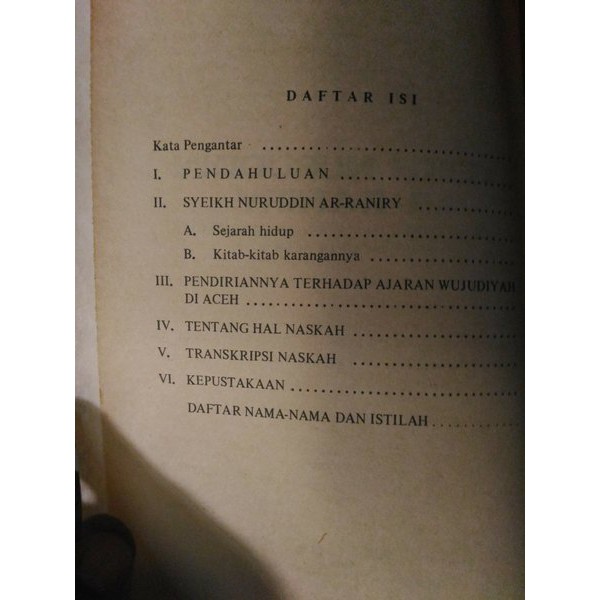 DAFTAR ISI
Kata Pengantar ..............................
I. PENDAHULUAN ..............................
II. SYEIKH NURUDDIN AR-RANIRY ..............
A. Sejarah hidup ..............................
B. Kitab-kitab karangannya ....................
III. PENDIRIANNYA TERHADAP AJARAN WUJUDIYAH
DI ACEH ..............................
IV. TENTANG HAL NASKAH ....................
V. TRANSKRIPSI NASKAH ....................
VI. KEPUSTAKAAN ..............................
DAFTAR NAMA-NAMA DAN ISTILAH ..............